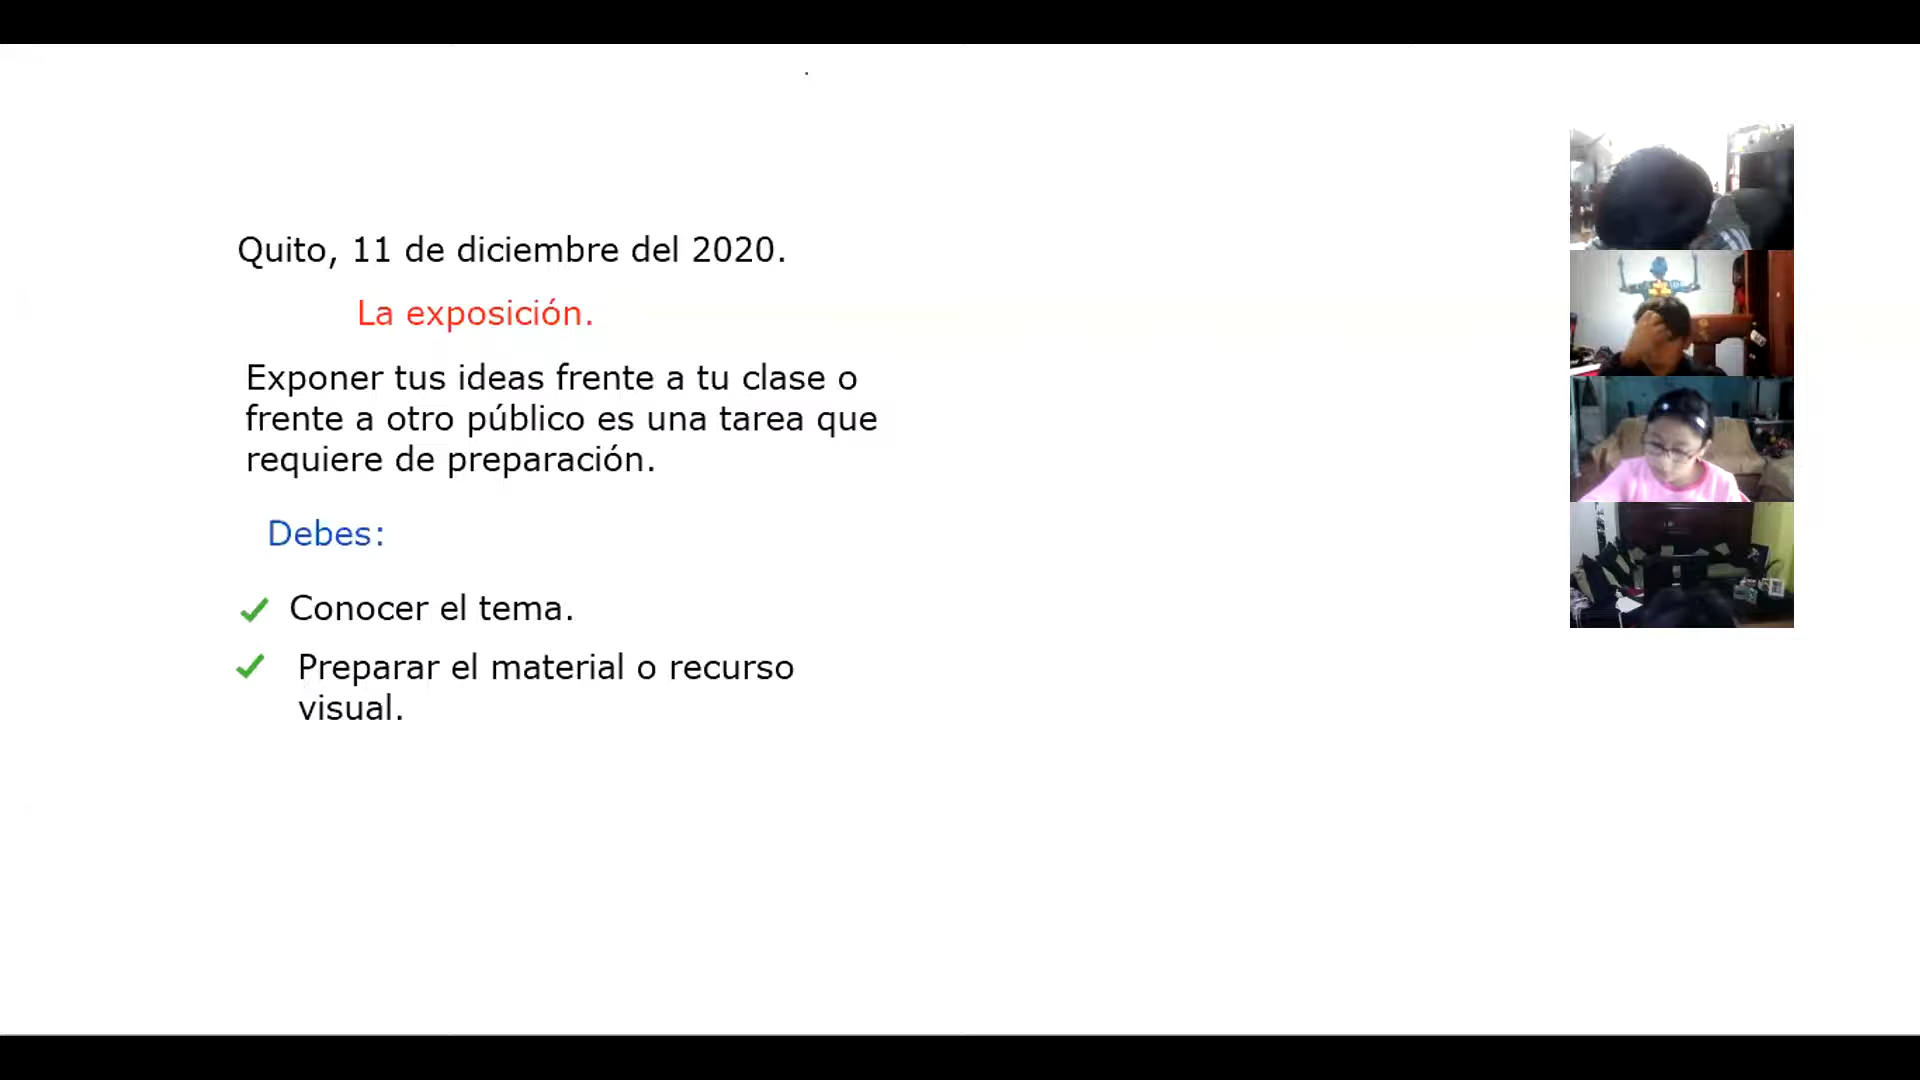 Quito, 11 de diciembre del 2020.
La exposición.
Exponer tus ideas frente a tu clase o
frente a otro público es una tarea que
requiere de preparación.
Debes:
Conocer el tema.
Preparar el material o recurso
visual.